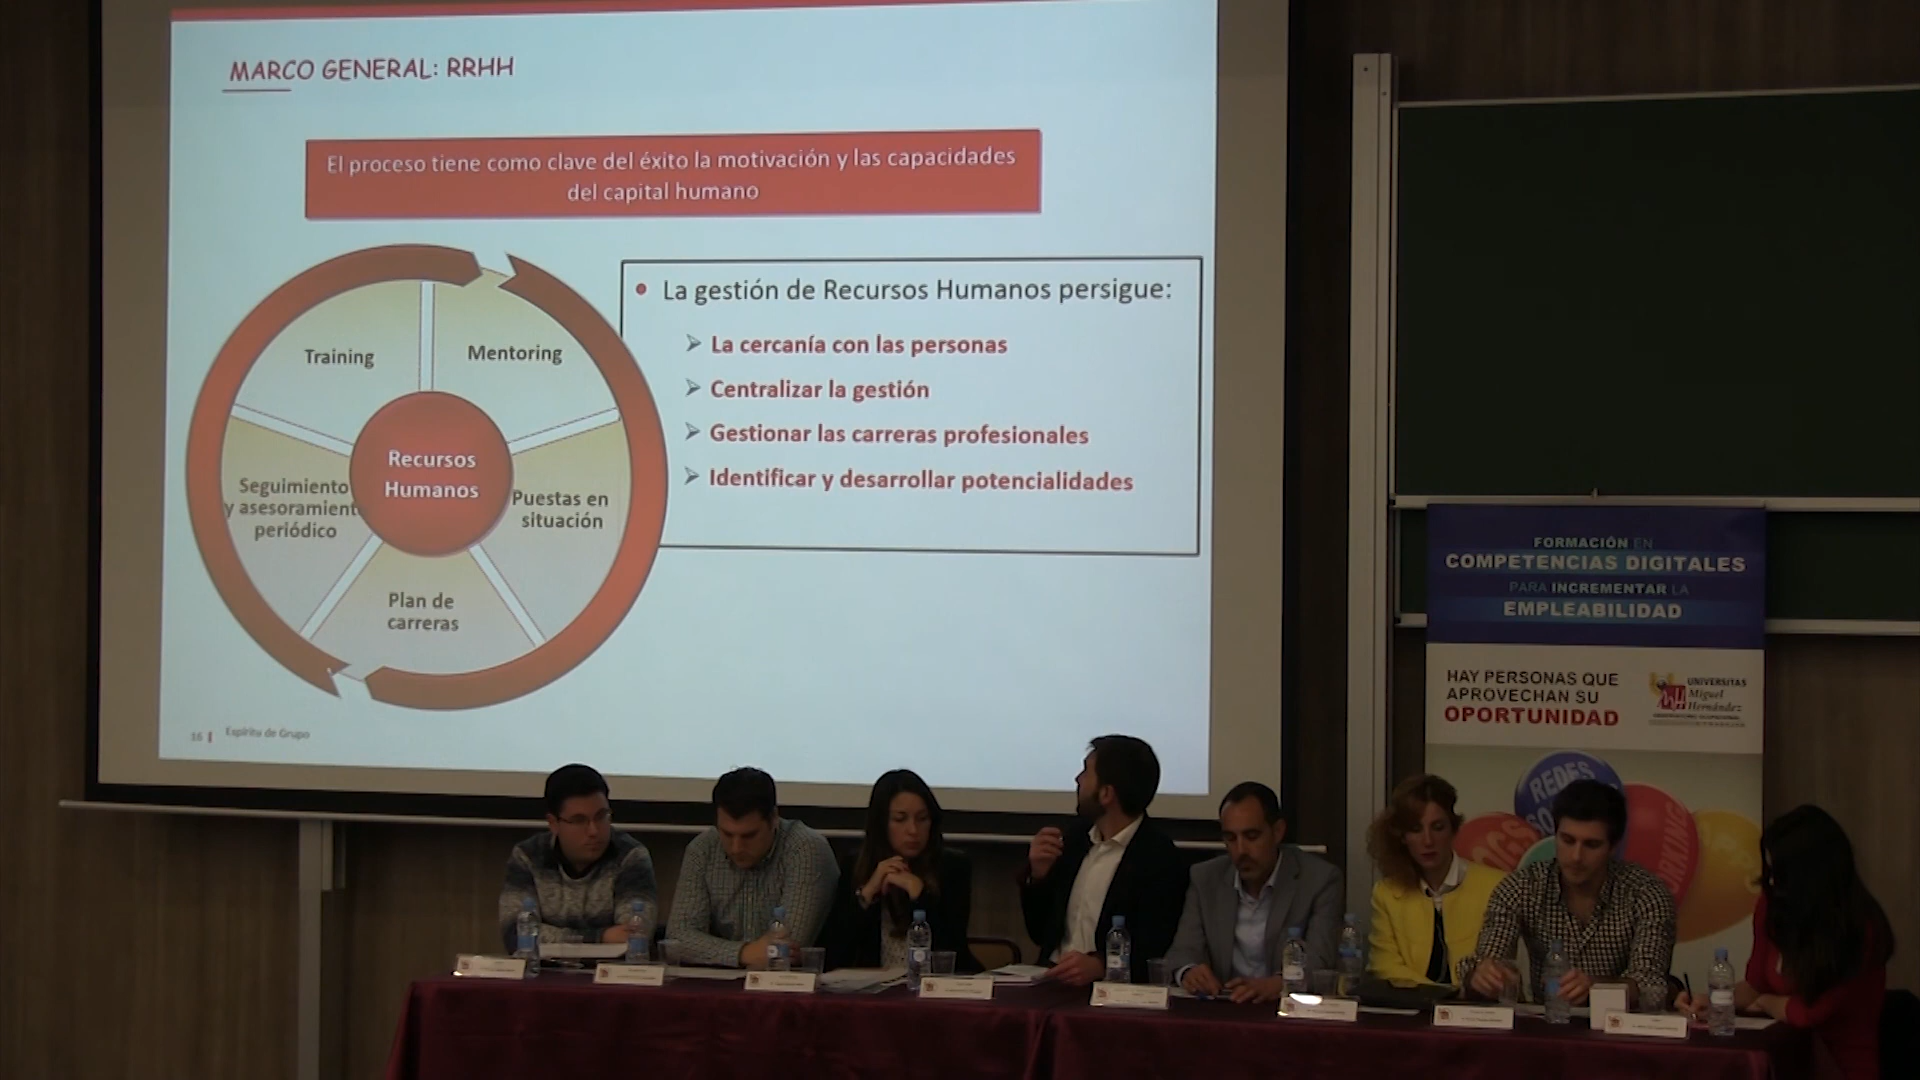 MARCO GENERAL: RRHH
El proceso tiene como clave del éxito la motivación y las capacidades
del capital humano
Training
Mentoring
Recursos
Humanos
Seguimiento
y asesoramient
periódico
Puestas en
situación
Plan de
carreras
• La gestión de Recursos Humanos persigue:
➢ La cercanía con las personas
➢ Centralizar la gestión
➢ Gestionar las carreras profesionales
➢ Identificar y desarrollar potencialidades
16 | Espíritu de Grupo
FORMACIÓN EN
COMPETENCIAS DIGITALES
PARA INCREMENTAR LA
EMPLEABILIDAD
HAY PERSONAS QUE
APROVECHAN SU
OPORTUNIDAD
UNIVERSITAS
Miguel
Hernández
REDES